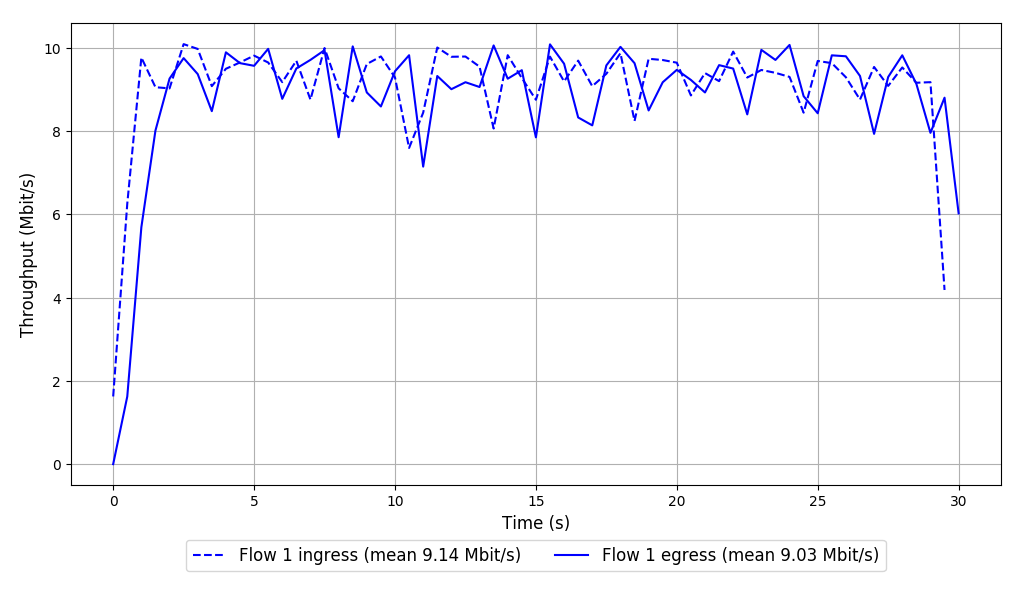 10
8
6
4
2
0
Throughput (Mbit/s)
0 5 10 15 20 25 30
Time (s)
Flow 1 ingress (mean 9.14 Mbit/s) Flow 1 egress (mean 9.03 Mbit/s)